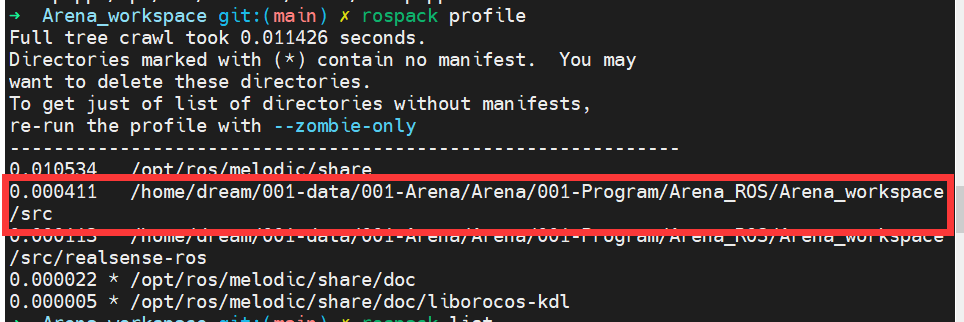 ➜ Arena_workspace git:(main) ✗ rospack profile
Full tree crawl took 0.011426 seconds.
Directories marked with (*) contain no manifest.  You may
want to delete these directories.
To get just of list of directories without manifests,
re-run the profile with --zombie-only
-------------------------------------------------------------
0.010534   /opt/ros/melodic/share
0.000411   /home/dream/001-data/001-Arena/Arena/001-Program/Arena_ROS/Arena_workspace
/src
0.000113   /home/dream/001-data/001-Arena/Arena/001-Program/Arena_ROS/Arena_workspace
/src/realsense-ros
0.000022 * /opt/ros/melodic/share/doc
0.000005 * /opt/ros/melodic/share/doc/liborocos-kdl
➜ Arena_workspace git:(main) ✗ rospack list